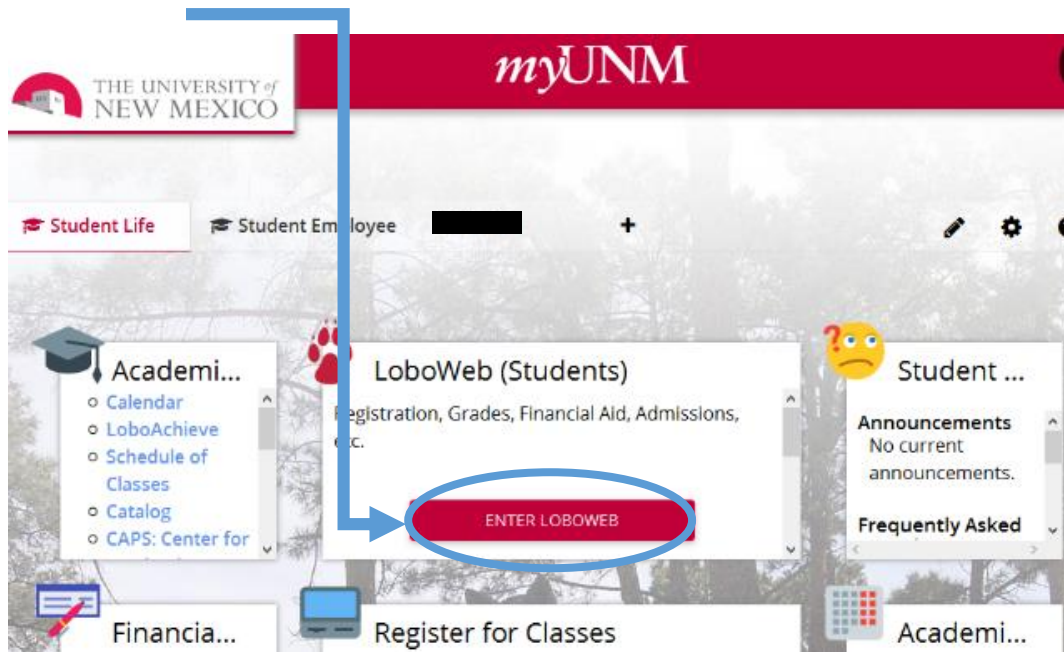 THE UNIVERSITY of
NEW MEXICO
myUNM
Student Life
Student Employee
+
Academi...
Calendar
LoboAchieve
Schedule of
Classes
Catalog
CAPS: Center for
LoboWeb (Students)
Registration, Grades, Financial Aid, Admissions,
etc.
ENTER LOBOWEB
Student ...
Announcements
No current
announcements.
Frequently Asked
Financia...
Register for Classes
Academi...